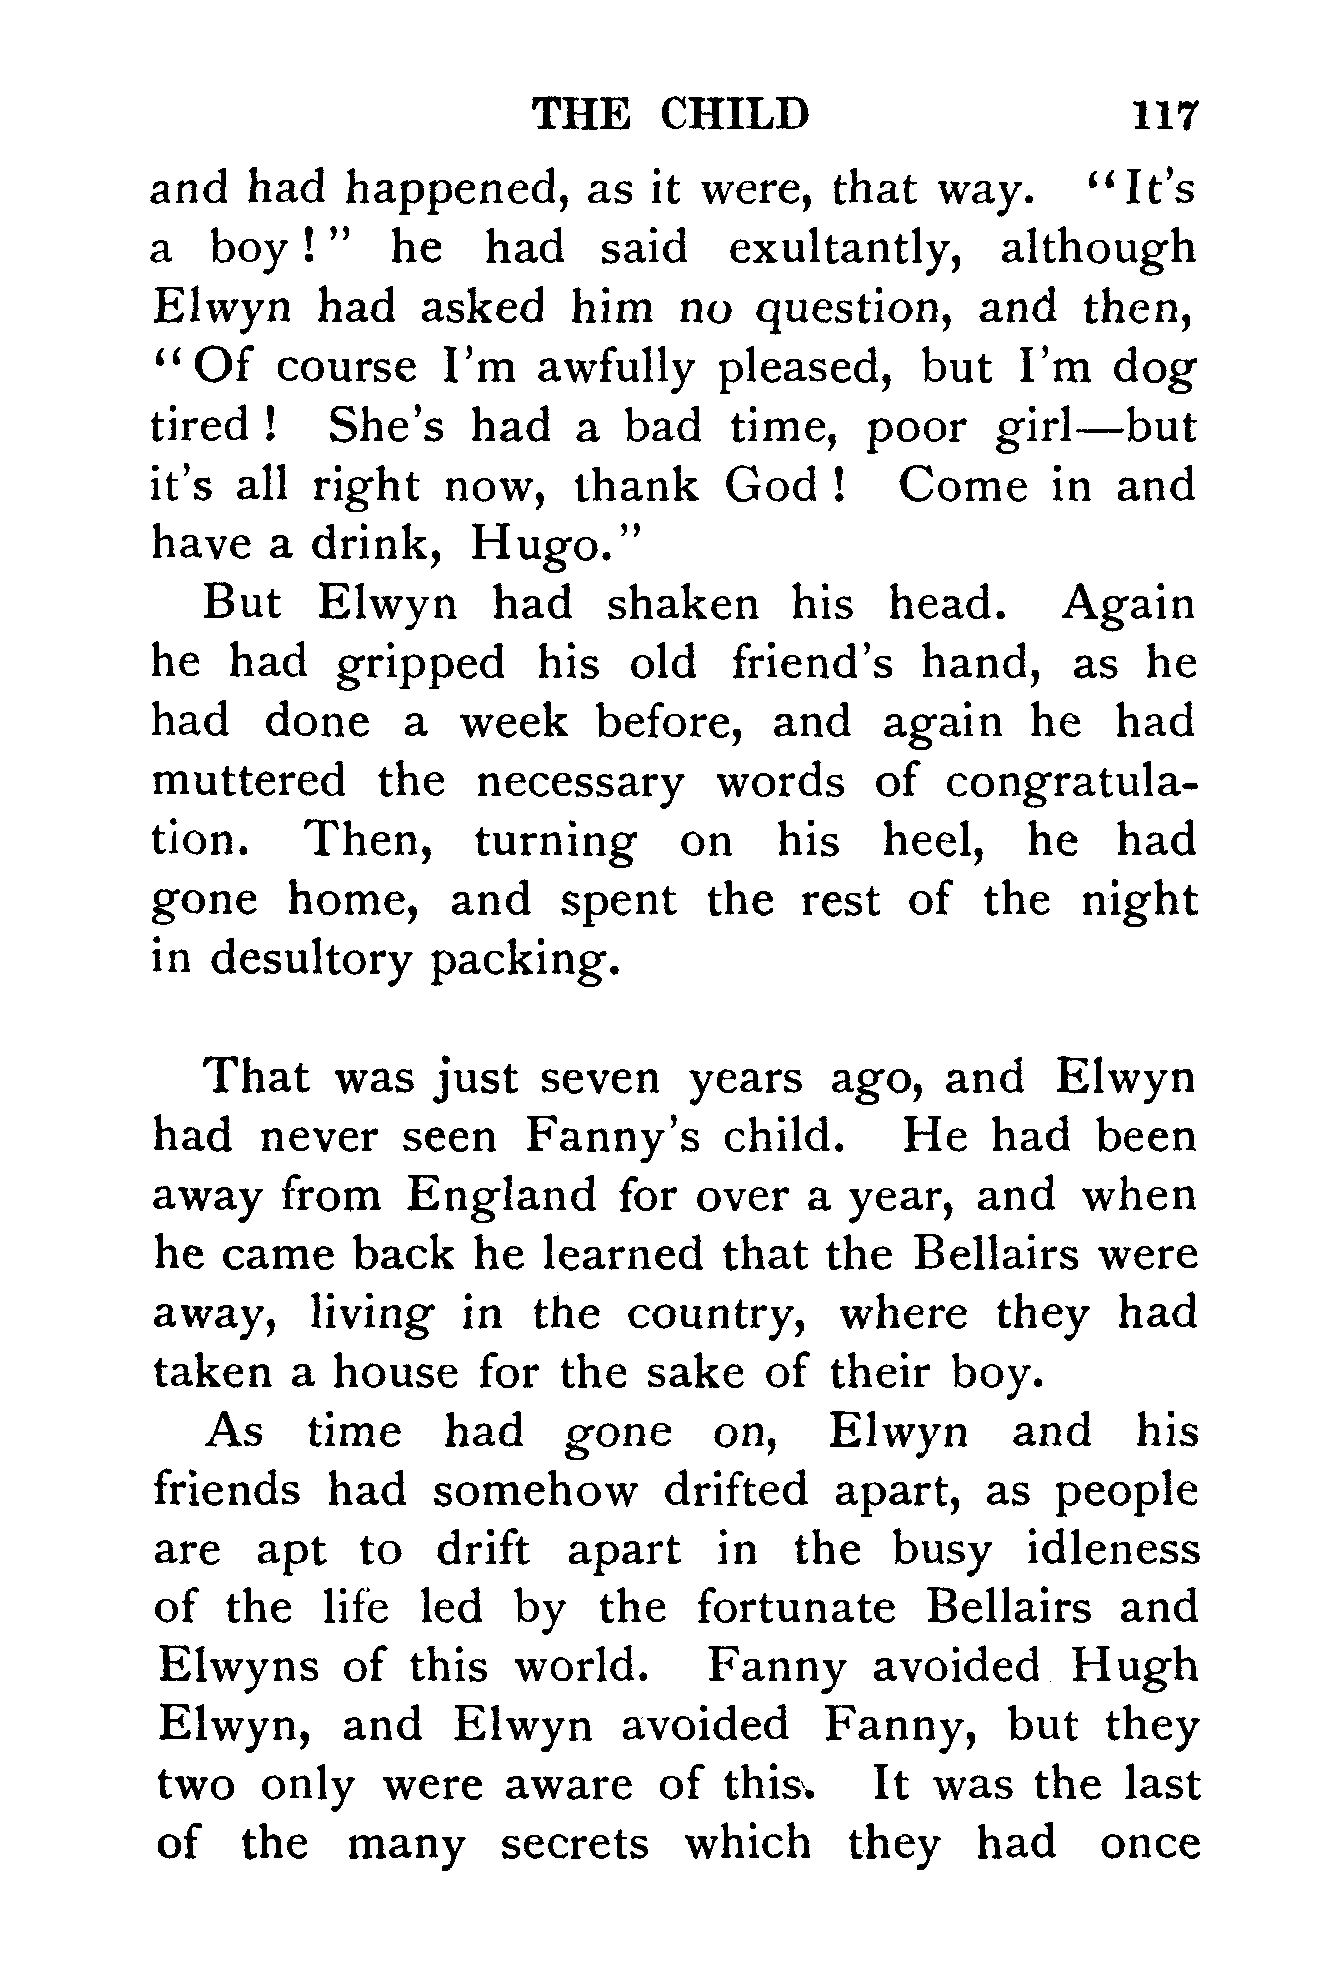 THE CHILD 117
and had happened, as it were, that way. "It's
a boy!" he had said exultantly, although
Elwyn had asked him no question, and then,
"Of course I'm awfully pleased, but I'm dog
tired! She's had a bad time, poor girl—but
it's all right now, thank God! Come in and
have a drink, Hugo."
But Elwyn had shaken his head. Again
he had gripped his old friend's hand, as he
had done a week before, and again he had
muttered the necessary words of congratula-
tion. Then, turning on his heel, he had
gone home, and spent the rest of the night
in desultory packing.
That was just seven years ago, and Elwyn
had never seen Fanny's child. He had been
away from England for over a year, and when
he came back he learned that the Bellairs were
away, living in the country, where they had
taken a house for the sake of their boy.
As time had gone on, Elwyn and his
friends had somehow drifted apart, as people
are apt to drift apart in the busy idleness
of the life led by the fortunate Bellairs and
Elwyns of this world. Fanny avoided Hugh
Elwyn, and Elwyn avoided Fanny, but they
two only were aware of this. It was the last
of the many secrets which they had once